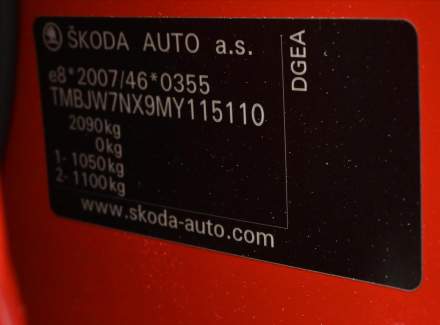 ŠKODA AUTO a.s.
e8*2007/46*0355
TMBJW7NX9MY115110
2090kg
0kg
1- 1050kg
2- 1100kg
www.skoda-auto.com
DGEA